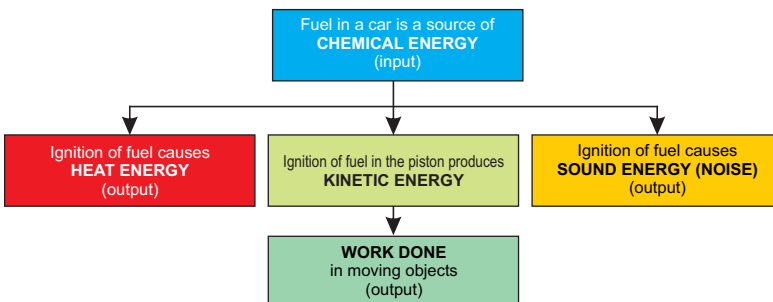 Fuel in a car is a source of
CHEMICAL ENERGY
(input)
Ignition of fuel causes
HEAT ENERGY
(output)
Ignition of fuel in the piston produces
KINETIC ENERGY
Ignition of fuel causes
SOUND ENERGY (NOISE)
(output)
WORK DONE
in moving objects
(output)